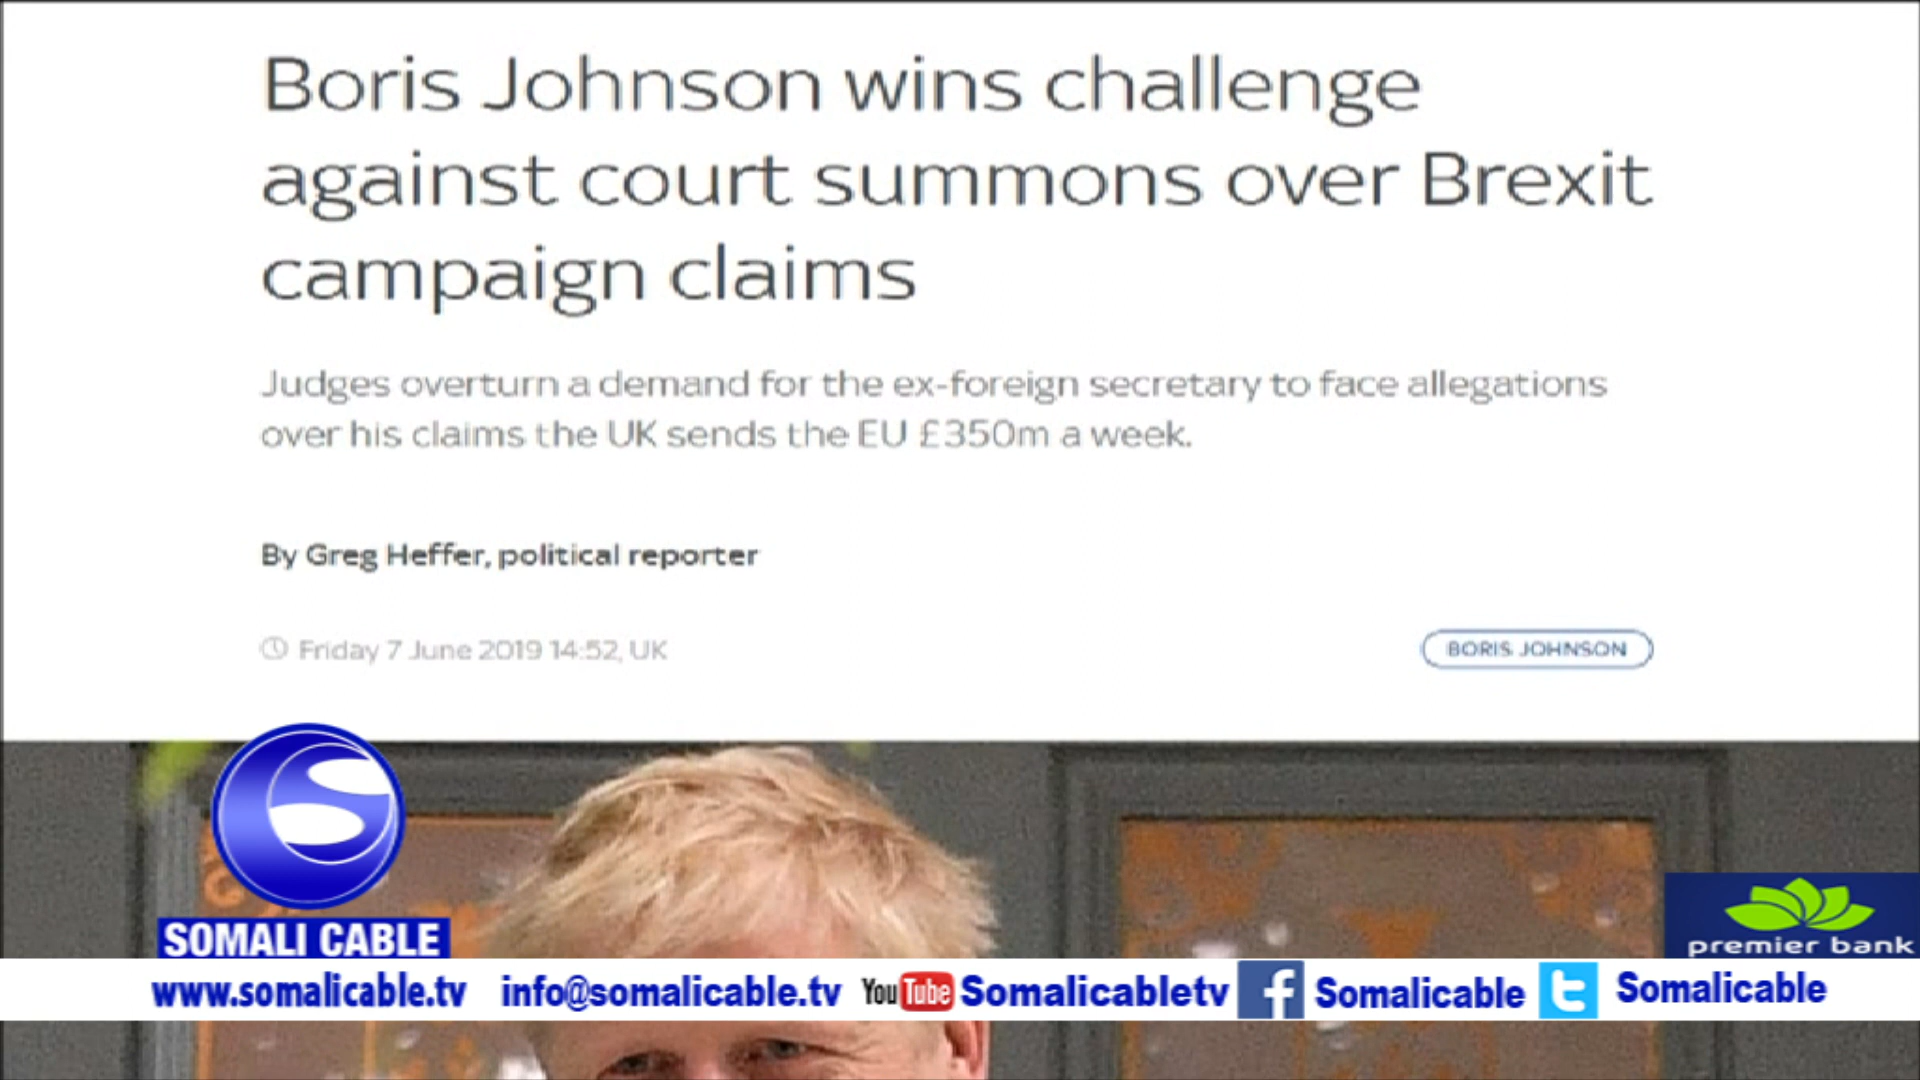 Boris Johnson wins challenge
against court summons over Brexit
campaign claims
Judges overturn a demand for the ex-foreign secretary to face allegations
over his claims the UK sends the EU £350m a week.
By Greg Heffer, political reporter
Friday 7 June 2019 14:52, UK
BORIS JOHNSON
SOMALI CABLE
premier bank
www.somalicable.tv info@somalicable.tv YouTube Somalicabletv f Somalicable t Somalicable